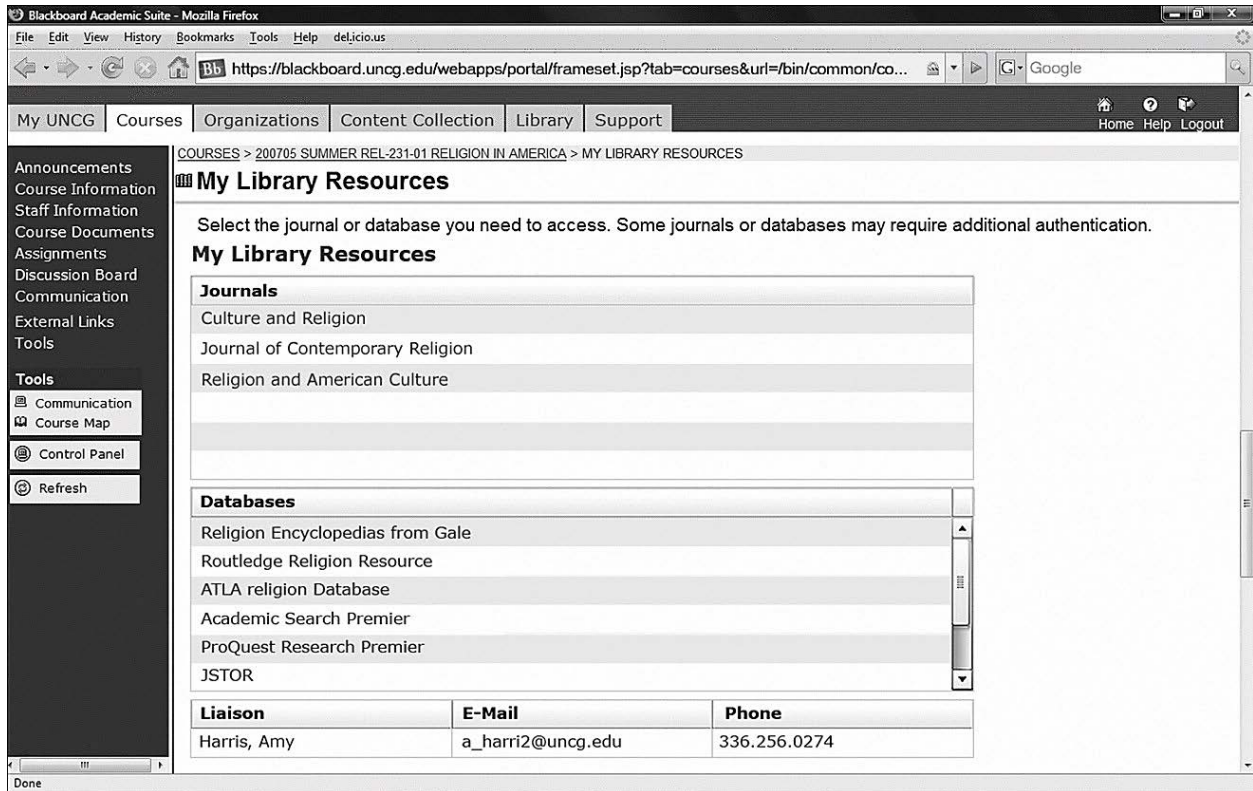 Blackboard Academic Suite - Mozilla Firefox
File Edit View History Bookmarks Tools Help del.icio.us
Bb https://blackboard.uncg.edu/webapps/portal/frameset.jsp?tab=courses&url=/bin/common/co... G Google
My UNCG Courses Organizations Content Collection Library Support
Home Help Logout
Announcements
Course Information
Staff Information
Course Documents
Assignments
Discussion Board
Communication
External Links
Tools
Tools
Communication
Course Map
Control Panel
Refresh
COURSES > 200705 SUMMER REL-231-01 RELIGION IN AMERICA > MY LIBRARY RESOURCES
My Library Resources
Select the journal or database you need to access. Some journals or databases may require additional authentication.
My Library Resources
Journals
Culture and Religion
Journal of Contemporary Religion
Religion and American Culture
Databases
Religion Encyclopedias from Gale
Routledge Religion Resource
ATLA religion Database
Academic Search Premier
ProQuest Research Premier
JSTOR
Liaison E-Mail Phone
Harris, Amy a_harri2@uncg.edu 336.256.0274
Done